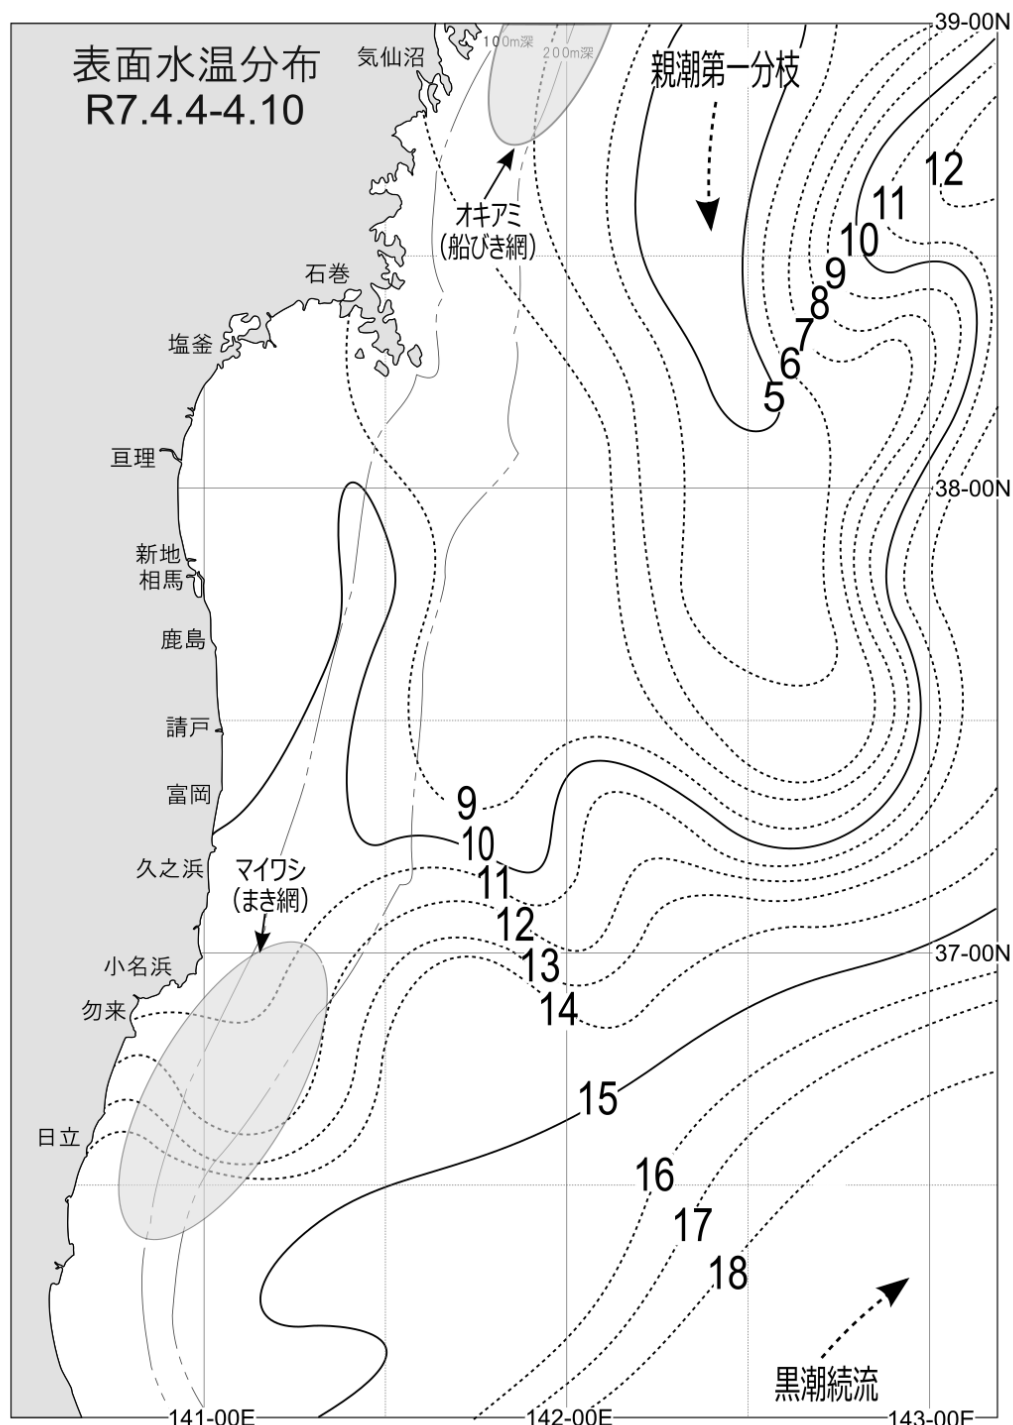 表面水温分布
R7.4.4-4.10
39-00N
気仙沼
100m深
200m深
親潮第一分枝
12
11
10
9
8
7
6
5
オキアミ
(船びき網)
石巻
塩釜
亘理
38-00N
新地
相馬
鹿島
請戸
富岡
久之浜
マイワシ
(まき網)
9
10
11
12
13
14
37-00N
小名浜
勿来
日立
15
16
17
18
黒潮続流
141-00E
142-00E
143-00E